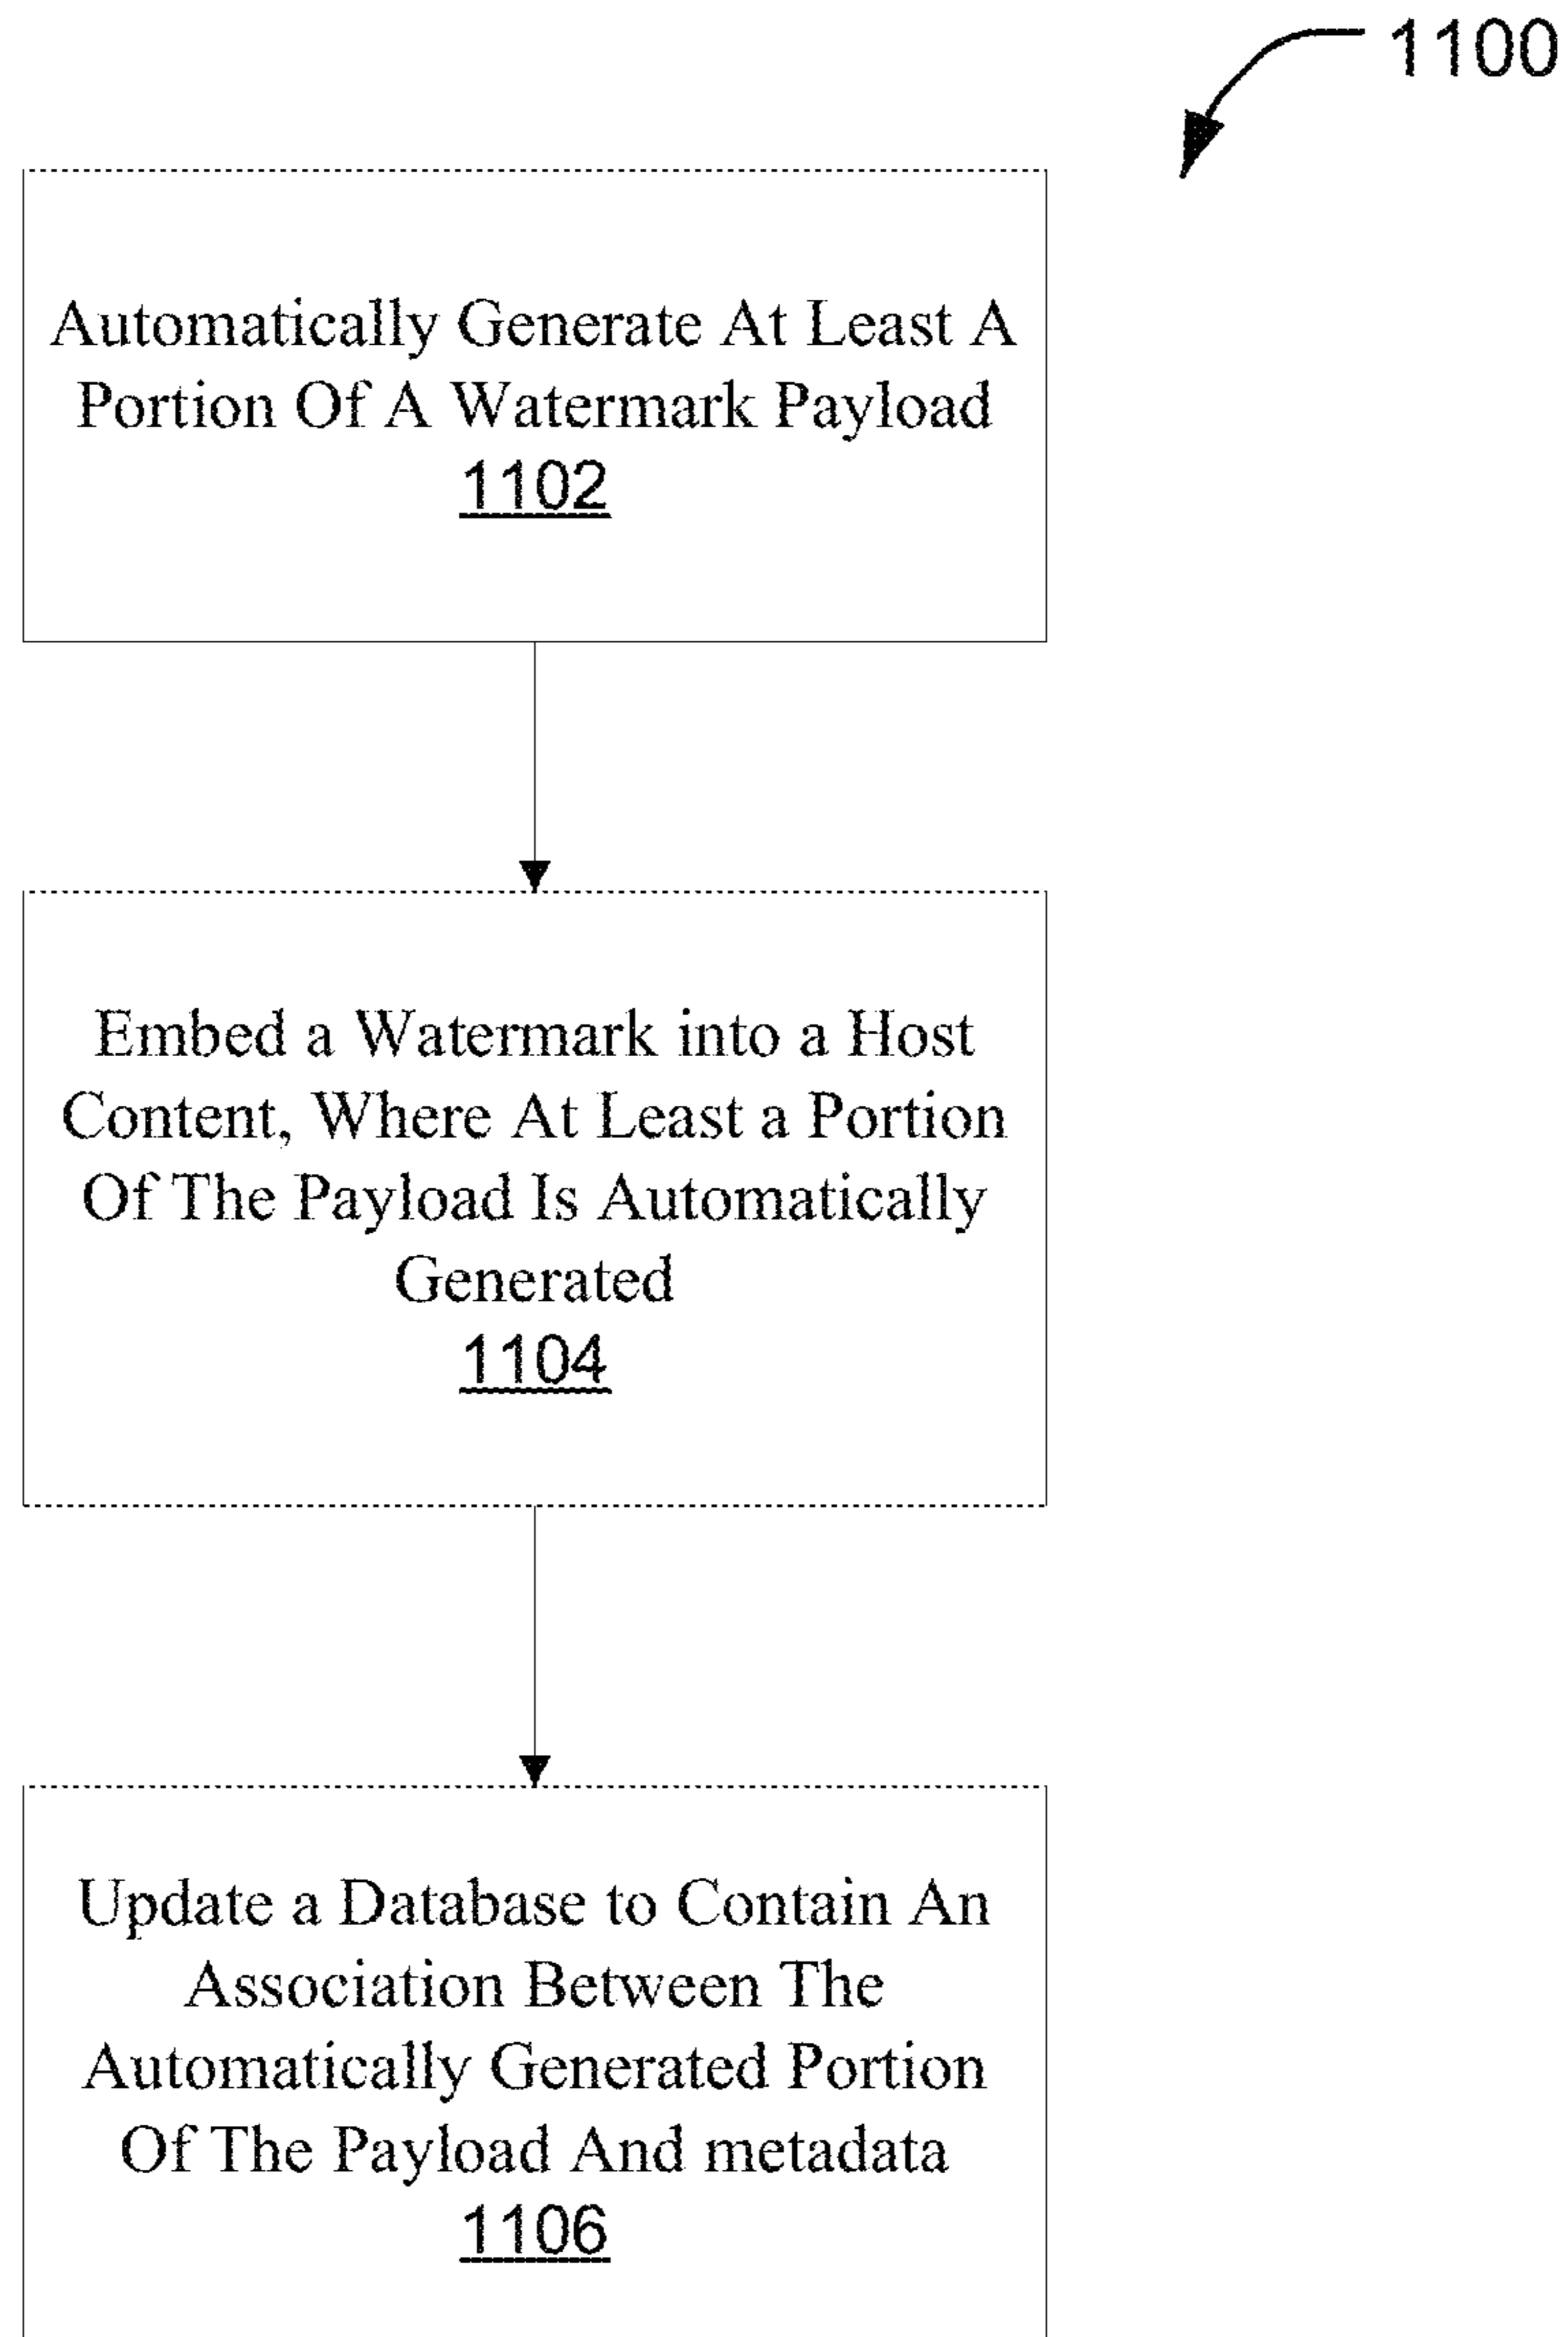 1100
Automatically Generate At Least A
Portion Of A Watermark Payload
1102
Embed a Watermark into a Host
Content, Where At Least a Portion
Of The Payload Is Automatically
Generated
1104
Update a Database to Contain An
Association Between The
Automatically Generated Portion
Of The Payload And metadata
1106